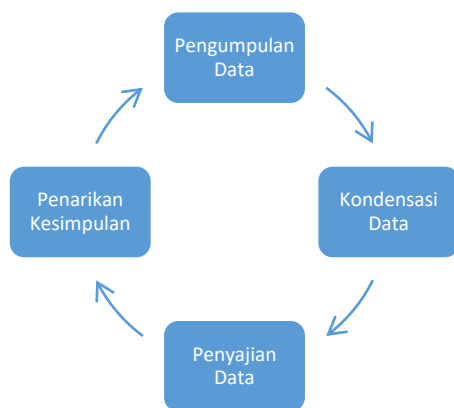 Pengumpulan
Data
Kondensasi
Data
Penyajian
Data
Penarikan
Kesimpulan